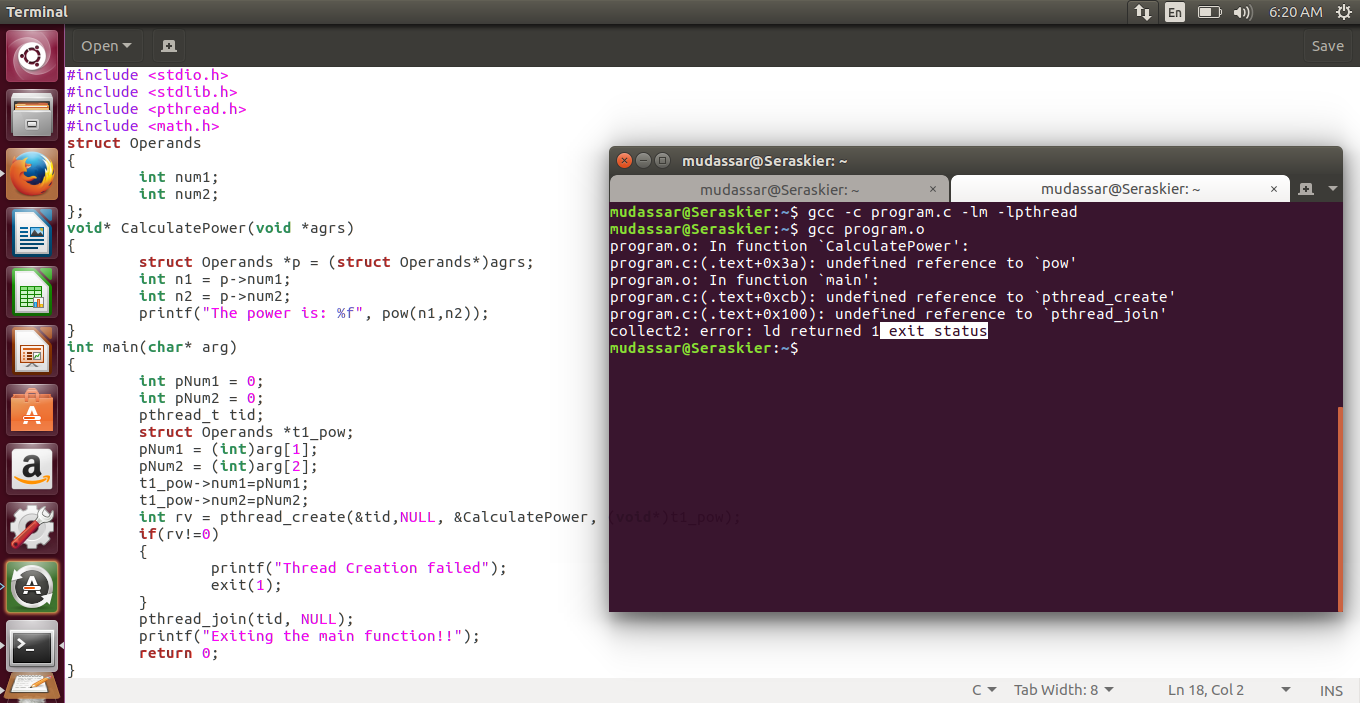 Terminal
En
6:20 AM
Open
Save
#include <stdio.h>
#include <stdlib.h>
#include <pthread.h>
#include <math.h>
struct Operands
{
int num1;
int num2;
};
void* CalculatePower(void *agrs)
{
struct Operands *p = (struct Operands*)agrs;
int n1 = p->num1;
int n2 = p->num2;
printf("The power is: %f", pow(n1,n2));
}
int main(char* arg)
{
int pNum1 = 0;
int pNum2 = 0;
pthread_t tid;
struct Operands *t1_pow;
pNum1 = (int)arg[1];
pNum2 = (int)arg[2];
t1_pow->num1=pNum1;
t1_pow->num2=pNum2;
int rv = pthread_create(&tid,NULL, &CalculatePower, (void*)t1_pow);
if(rv!=0)
{
printf("Thread Creation failed");
exit(1);
}
pthread_join(tid, NULL);
printf("Exiting the main function!!");
return 0;
}
mudassar@Seraskier: ~
mudassar@Seraskier: ~ ×
mudassar@Seraskier: ~ ×
mudassar@Seraskier:~$ gcc -c program.c -lm -lpthread
mudassar@Seraskier:~$ gcc program.o
program.o: In function `CalculatePower':
program.c:(.text+0x3a): undefined reference to `pow'
program.o: In function `main':
program.c:(.text+0xcb): undefined reference to `pthread_create'
program.c:(.text+0x100): undefined reference to `pthread_join'
collect2: error: ld returned 1 exit status
mudassar@Seraskier:~$
C
Tab Width: 8
Ln 18, Col 2
INS